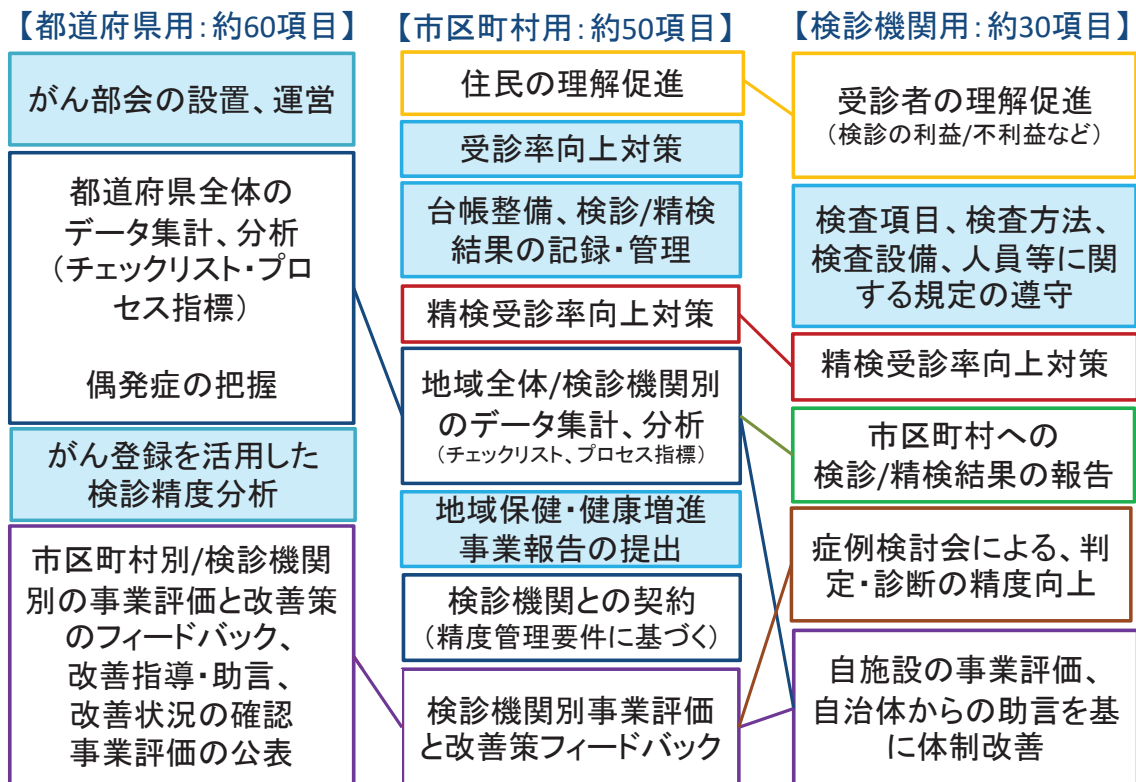 【都道府県用:約60項目】
がん部会の設置、運営
都道府県全体の
データ集計、分析
（チェックリスト・プロ
セス指標）
偶発症の把握
がん登録を活用した
検診精度分析
市区町村別/検診機関
別の事業評価と改善策
のフィードバック、
改善指導・助言、
改善状況の確認
事業評価の公表
【市区町村用:約50項目】
住民の理解促進
受診率向上対策
台帳整備、検診/精検
結果の記録・管理
精検受診率向上対策
地域全体/検診機関別
のデータ集計、分析
（チェックリスト、プロセス指標）
地域保健・健康増進
事業報告の提出
検診機関との契約
（精度管理要件に基づく）
検診機関別事業評価
と改善策フィードバック
【検診機関用:約30項目】
受診者の理解促進
（検診の利益/不利益など）
検査項目、検査方法、
検査設備、人員等に関
する規定の遵守
精検受診率向上対策
市区町村への
検診/精検結果の報告
症例検討会による、判
定・診断の精度向上
自施設の事業評価、
自治体からの助言を基
に体制改善